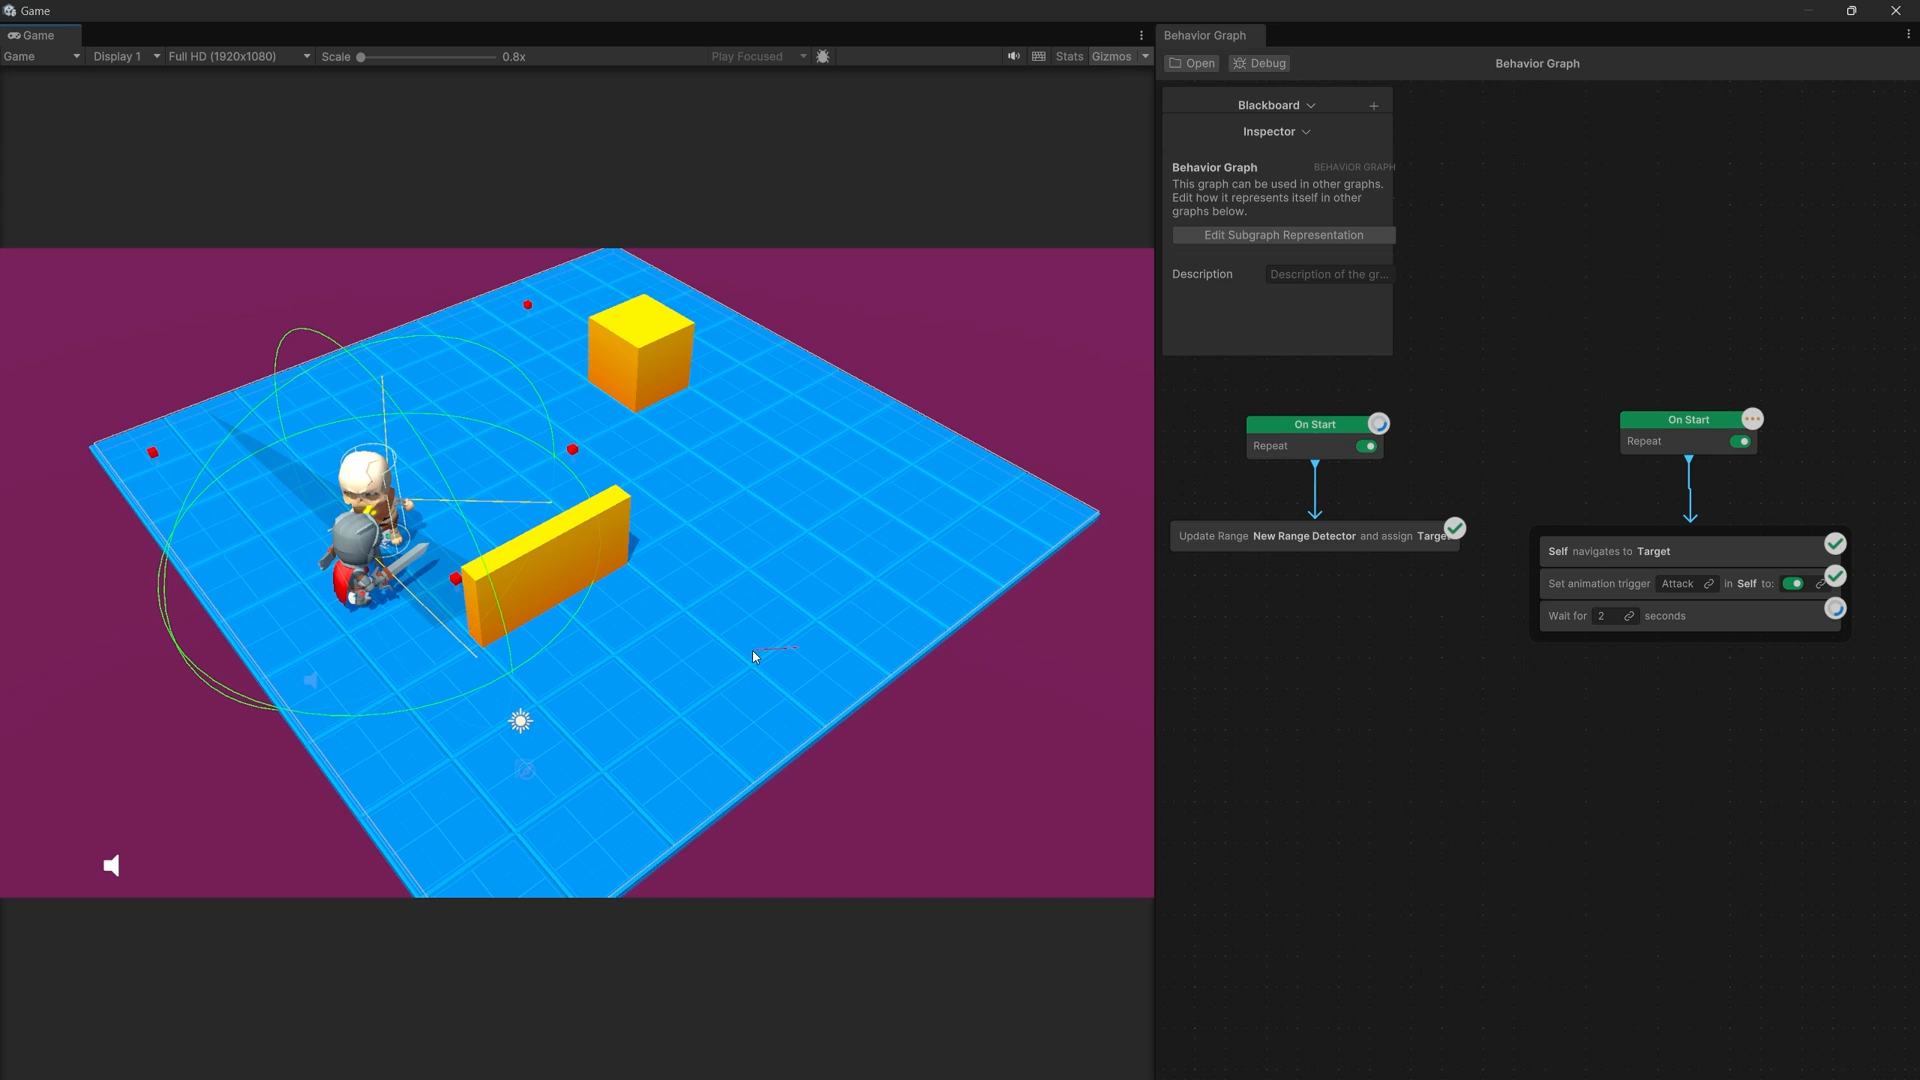 Game
Game
Behavior Graph
Game
Display 1
Full HD (1920x1080)
Scale
0.8x
Play Focused
Stats
Gizmos
Open
Debug
Behavior Graph
Blackboard
Inspector
Behavior Graph
BEHAVIOR GRAPH
This graph can be used in other graphs.
Edit how it represents itself in other
graphs below.
Edit Subgraph Representation
Description
Description of the gr...
On Start
Repeat
Update Range New Range Detector and assign Target
On Start
Repeat
Self navigates to Target
Set animation trigger Attack in Self to:
Wait for 2 seconds